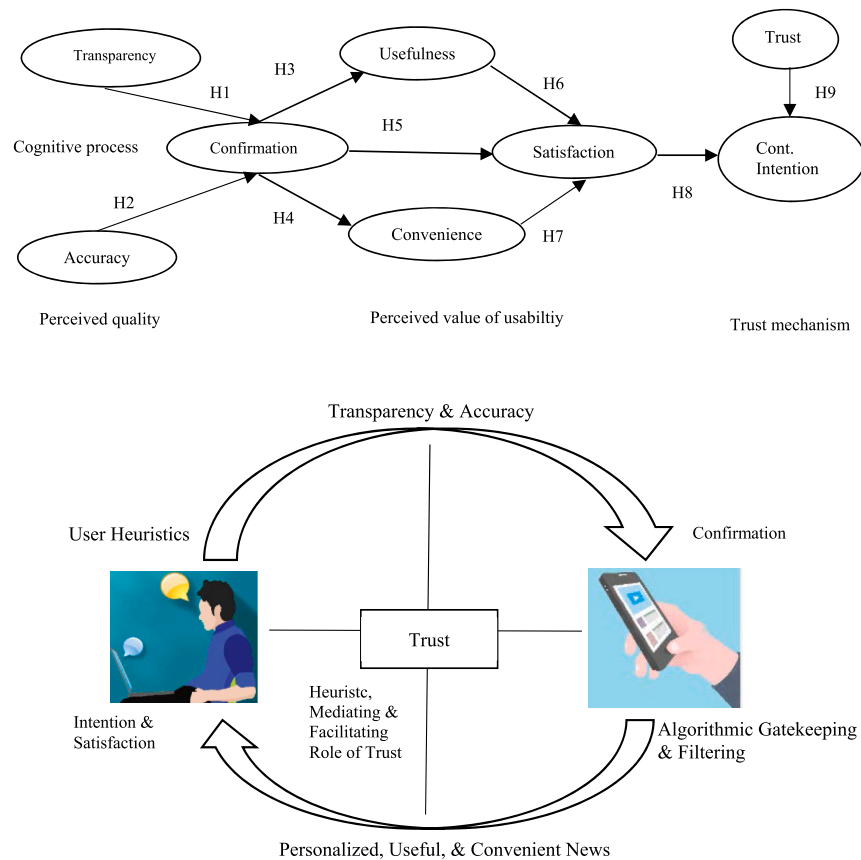 Transparency
Usefulness
Trust
H3
H6
H1
H9
H5
Cognitive process
Confirmation
Satisfaction
Cont.
Intention
H2
H4
H8
H7
Convenience
Accuracy
Perceived quality
Perceived value of usabiltiy
Trust mechanism
Transparency & Accuracy
User Heuristics
Confirmation
Trust
Heuristc,
Mediating &
Facilitating
Role of Trust
Intention &
Satisfaction
Algorithmic Gatekeeping
& Filtering
Personalized, Useful, & Convenient News